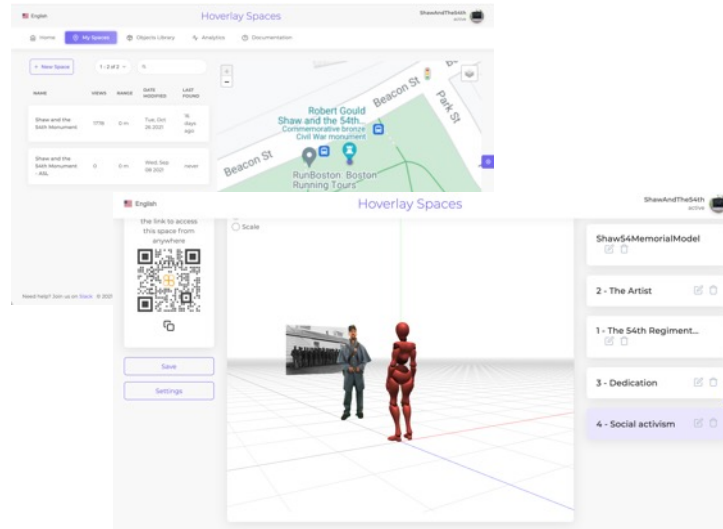 English
Hoverlay Spaces
ShawAndThe54th
active
Home
My Spaces
Objects Library
Analytics
Documentation
+ New Space
1 - 2 of 2
NAME
VIEWS
RANGE
DATE
MODIFIED
LAST
FOUND
Shaw and the
54th Monument
1778
0 m
Tue, Oct
26 2021
16
days
ago
Shaw and the
54th Monument
- ASL
0
0 m
Wed, Sep
08 2021
never
+
−
Beacon St
Park St
Robert Gould
Shaw and the 54th...
Commemorative bronze
Civil War monument
Beacon St
RunBoston: Boston
Running Tours
Need help? Join us on Slack. © 2021
English
Hoverlay Spaces
ShawAndThe54th
active
the link to access
this space from
anywhere
Save
Settings
Scale
Shaw54MemorialModel
2 - The Artist
1 - The 54th Regiment...
3 - Dedication
4 - Social activism